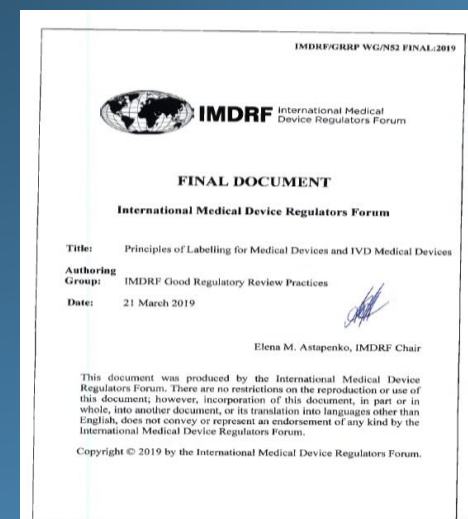 IMDRF/GRRP WG/N52 FINAL:2019
IMDRF International Medical
Device Regulators Forum
FINAL DOCUMENT
International Medical Device Regulators Forum
Title: Principles of Labelling for Medical Devices and IVD Medical Devices
Authoring
Group: IMDRF Good Regulatory Review Practices
Date: 21 March 2019
Elena M. Astapenko, IMDRF Chair
This document was produced by the International Medical Device
Regulators Forum. There are no restrictions on the reproduction or use of
this document; however, incorporation of this document, in part or in
whole, into another document, or its translation into languages other than
English, does not convey or represent an endorsement of any kind by the
International Medical Device Regulators Forum.
Copyright © 2019 by the International Medical Device Regulators Forum.